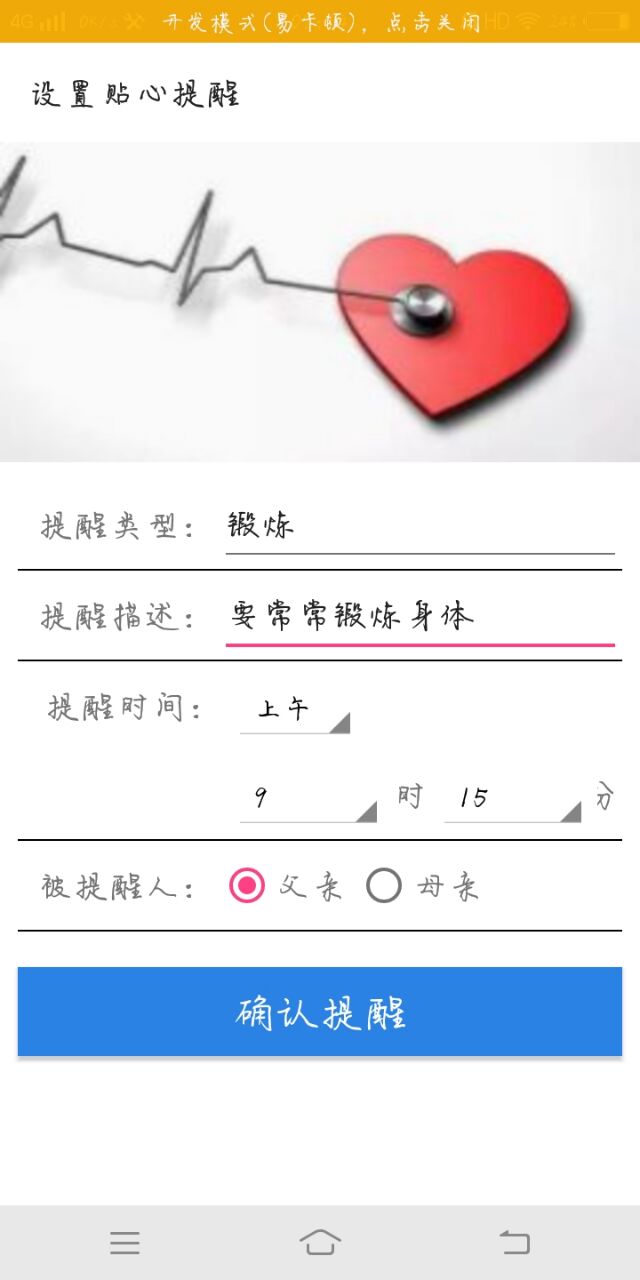 4G 0K/s 开发模式(易卡顿)，点击关闭 HD
设置贴心提醒
提醒类型： 锻炼
提醒描述： 要常常锻炼身体
提醒时间： 上午
9 时 15 分
被提醒人： 父亲 母亲
确认提醒